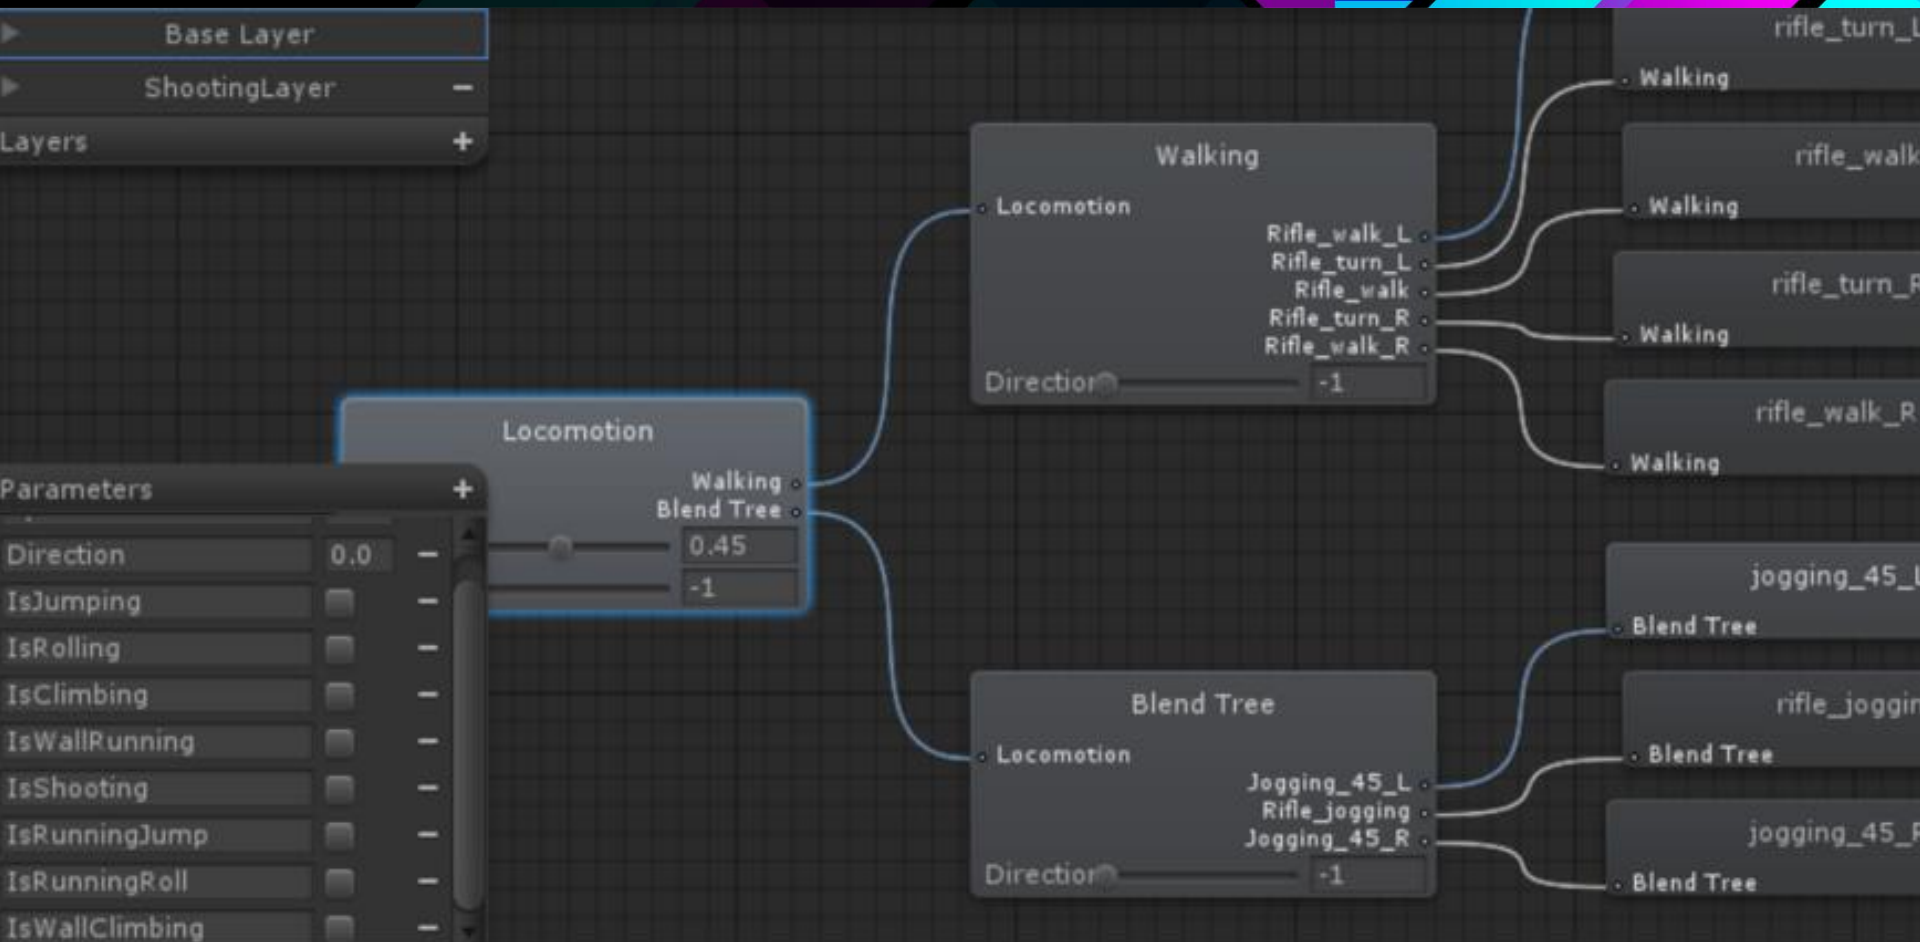 Base Layer
ShootingLayer
Layers
Parameters
Direction 0.0
IsJumping
IsRolling
IsClimbing
IsWallRunning
IsShooting
IsRunningJump
IsRunningRoll
IsWallClimbing
Locomotion
Walking
Blend Tree
0.45
-1
Walking
Locomotion
Rifle_walk_L
Rifle_turn_L
Rifle_walk
Rifle_turn_R
Rifle_walk_R
Direction -1
Blend Tree
Locomotion
Jogging_45_L
Rifle_jogging
Jogging_45_R
Direction -1
rifle_turn_L
Walking
rifle_walk
Walking
rifle_turn_R
Walking
rifle_walk_R
Walking
jogging_45_L
Blend Tree
rifle_joggin
Blend Tree
jogging_45_R
Blend Tree